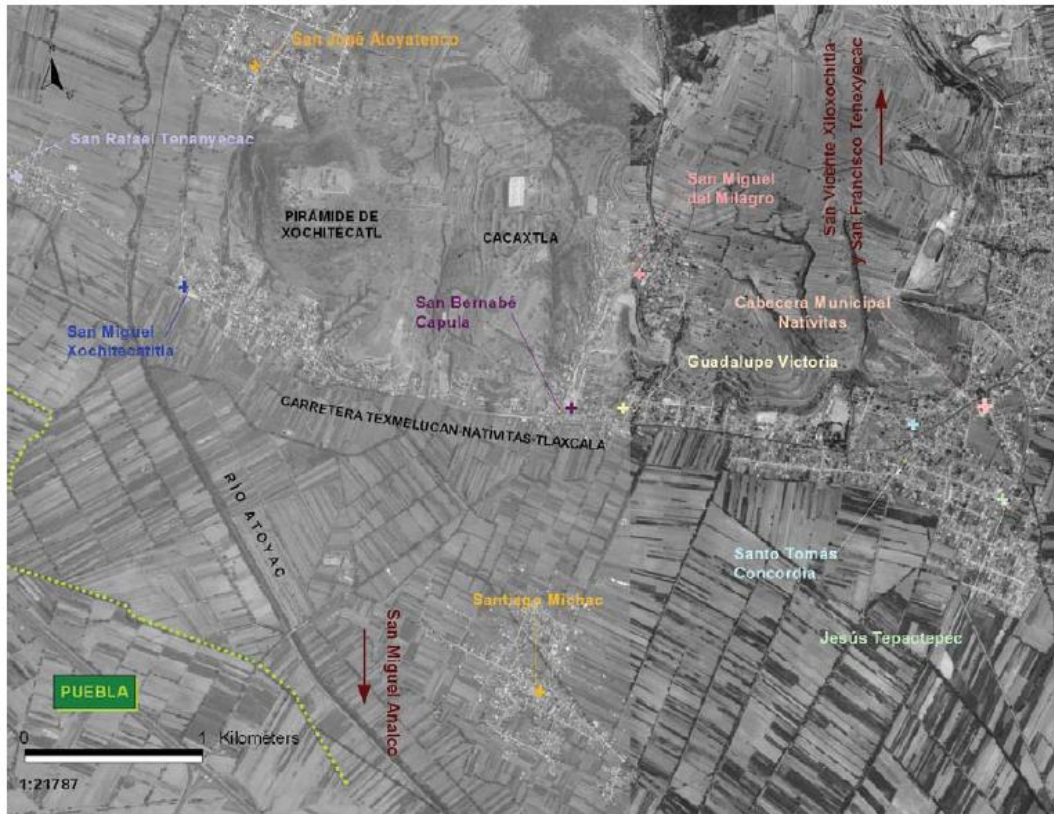 San José Atoyatenco
San Rafael Tenanyecac
PIRÁMIDE DE
XOCHITÉCATL
CACAXTLA
San Miguel
del Milagro
San Vicente Xiloxochitla
y San Francisco Tenexyecac
San Miguel
Xochitecatitla
San Bernabé
Capula
Cabecera Municipal
Nativitas
Guadalupe Victoria
CARRETERA TEXMELUCAN-NATIVITAS-TLAXCALA
RÍO ATOYAC
Santo Tomás
Concordia
Santiago Michac
Jesús Tepactepec
San Miguel Analco
PUEBLA
0 1 Kilometers
1:21787